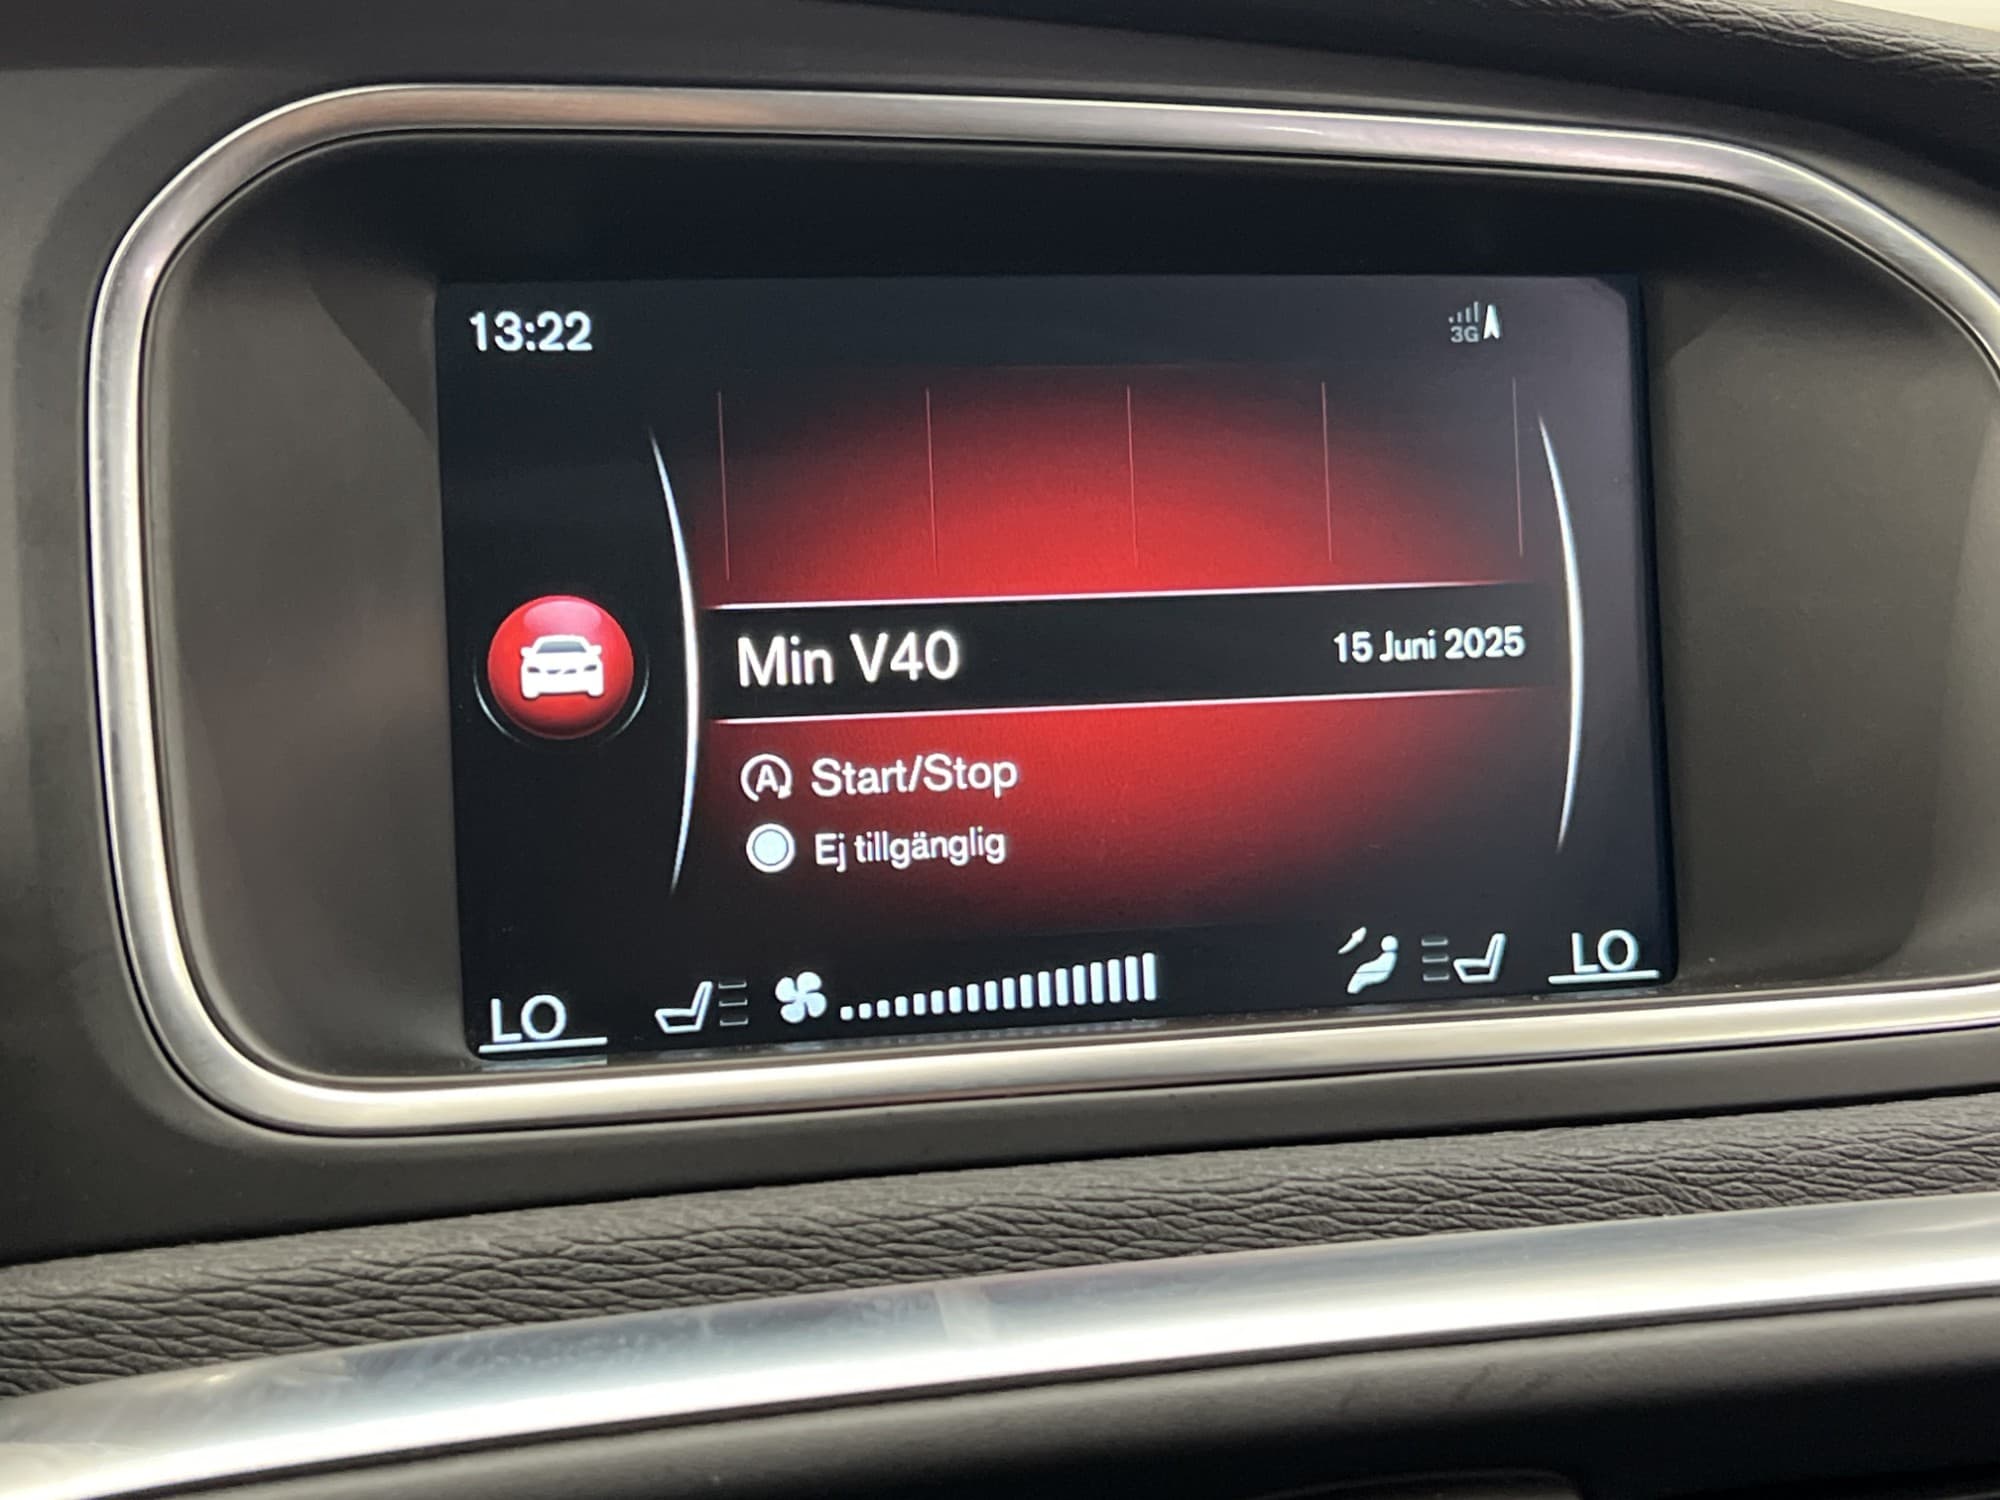 13:22
3G
Min V40
15 Juni 2025
A Start/Stop
Ej tillgänglig
LO
LO